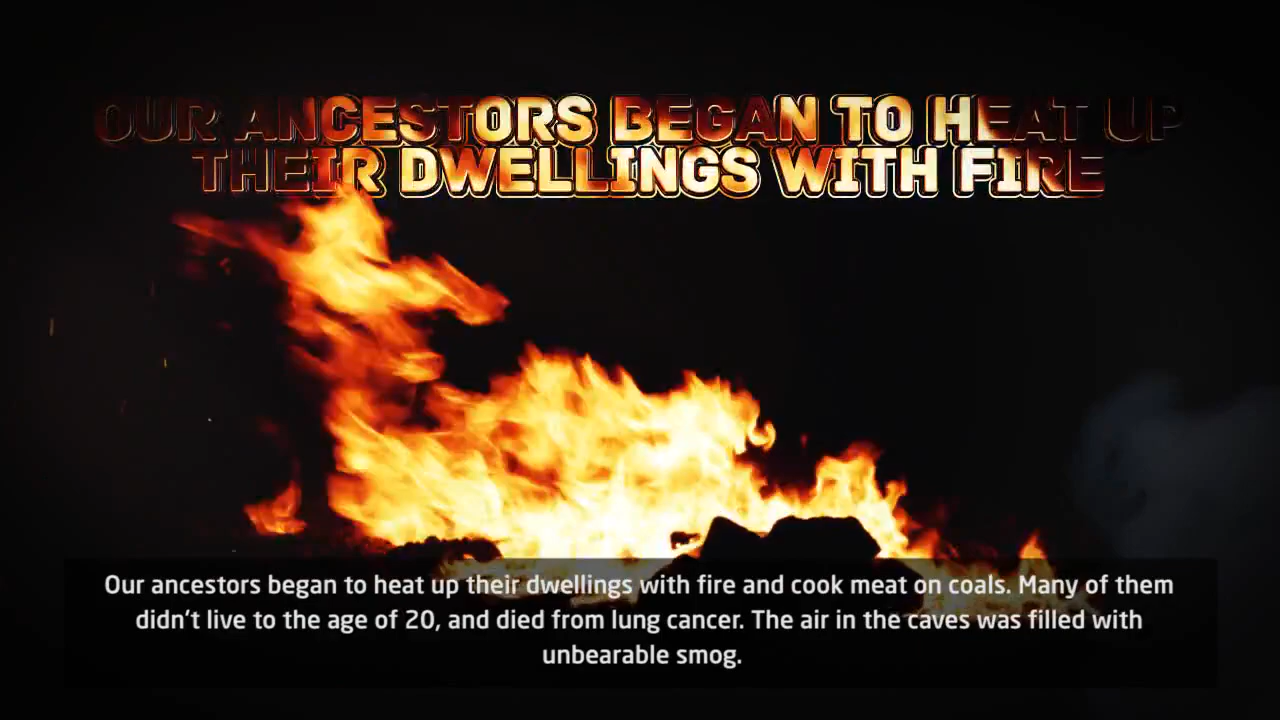 OUR ANCESTORS BEGAN TO HEAT UP
THEIR DWELLINGS WITH FIRE
Our ancestors began to heat up their dwellings with fire and cook meat on coals. Many of them
didn't live to the age of 20, and died from lung cancer. The air in the caves was filled with
unbearable smog.